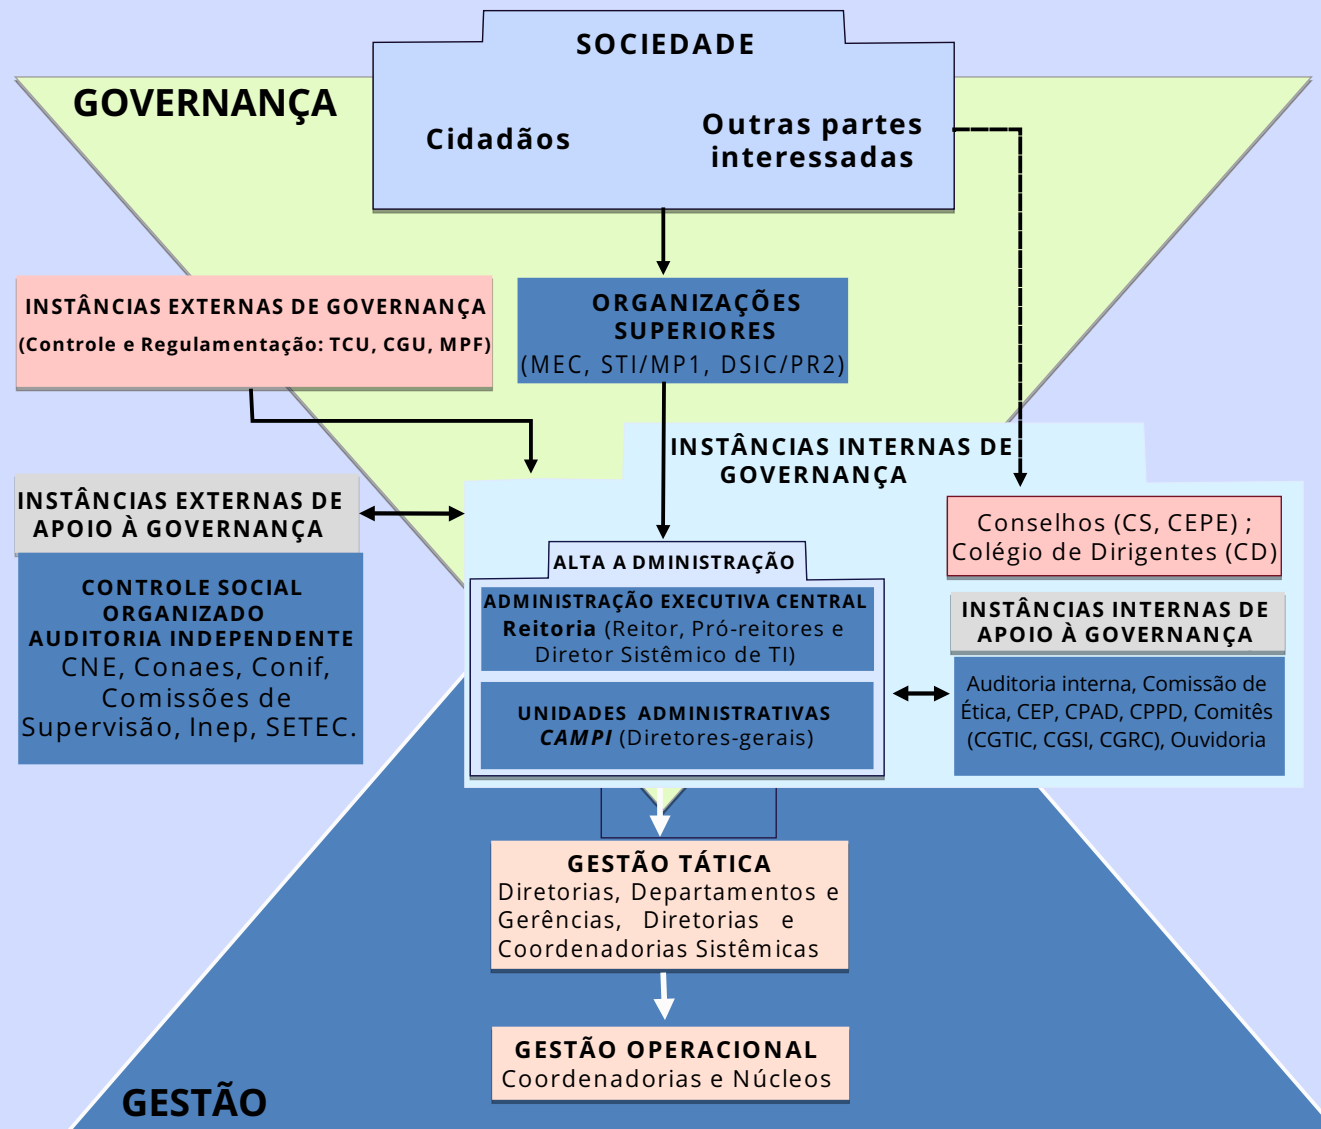 SOCIEDADE
GOVERNANÇA
Cidadãos
Outras partes
interessadas
INSTÂNCIAS EXTERNAS DE GOVERNANÇA
(Controle e Regulamentação: TCU, CGU, MPF)
ORGANIZAÇÕES
SUPERIORES
(MEC, STI/MP1, DSIC/PR2)
INSTÂNCIAS INTERNAS DE
GOVERNANÇA
INSTÂNCIAS EXTERNAS DE
APOIO À GOVERNANÇA
CONTROLE SOCIAL
ORGANIZADO
AUDITORIA INDEPENDENTE
CNE, Conaes, Conif,
Comissões de
Supervisão, Inep, SETEC.
Conselhos (CS, CEPE) ;
Colégio de Dirigentes (CD)
ALTA A DMINISTRAÇÃO
ADMINISTRAÇÃO EXECUTIVA CENTRAL
Reitoria (Reitor, Pró-reitores e
Diretor Sistêmico de TI)
UNIDADES ADMINISTRATIVAS
CAMPI (Diretores-gerais)
INSTÂNCIAS INTERNAS DE
APOIO À GOVERNANÇA
Auditoria interna, Comissão de
Ética, CEP, CPAD, CPPD, Comitês
(CGTIC, CGSI, CGRC), Ouvidoria
GESTÃO TÁTICA
Diretorias, Departamentos e
Gerências, Diretorias e
Coordenadorias Sistêmicas
GESTÃO OPERACIONAL
Coordenadorias e Núcleos
GESTÃO